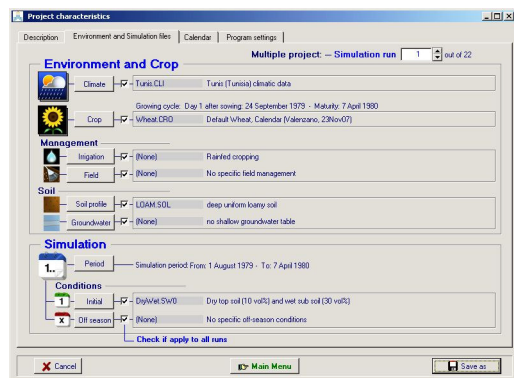 Project characteristics
Description Environment and Simulation files Calendar Program settings
Multiple project: — Simulation run 1 out of 22
Environment and Crop
Climate Tunis.CLI Tunis (Tunisia) climatic data
Growing cycle: Day 1 after sowing: 24 September 1979 - Maturity: 7 April 1980
Crop Wheat.CRO Default Wheat, Calendar (Valenzano, 23Nov07)
Management
Irrigation (None) Rainfed cropping
Field (None) No specific field management
Soil
Soil profile LOAM.SOL deep uniform loamy soil
Groundwater (None) no shallow groundwater table
Simulation
1.. Period Simulation period: From: 1 August 1979 - To: 7 April 1980
Conditions
1 Initial DryWet.SW0 Dry top soil (10 vol%) and wet sub soil (30 vol%)
x Off season (None) No specific off-season conditions
Check if apply to all runs
Cancel Main Menu Save as